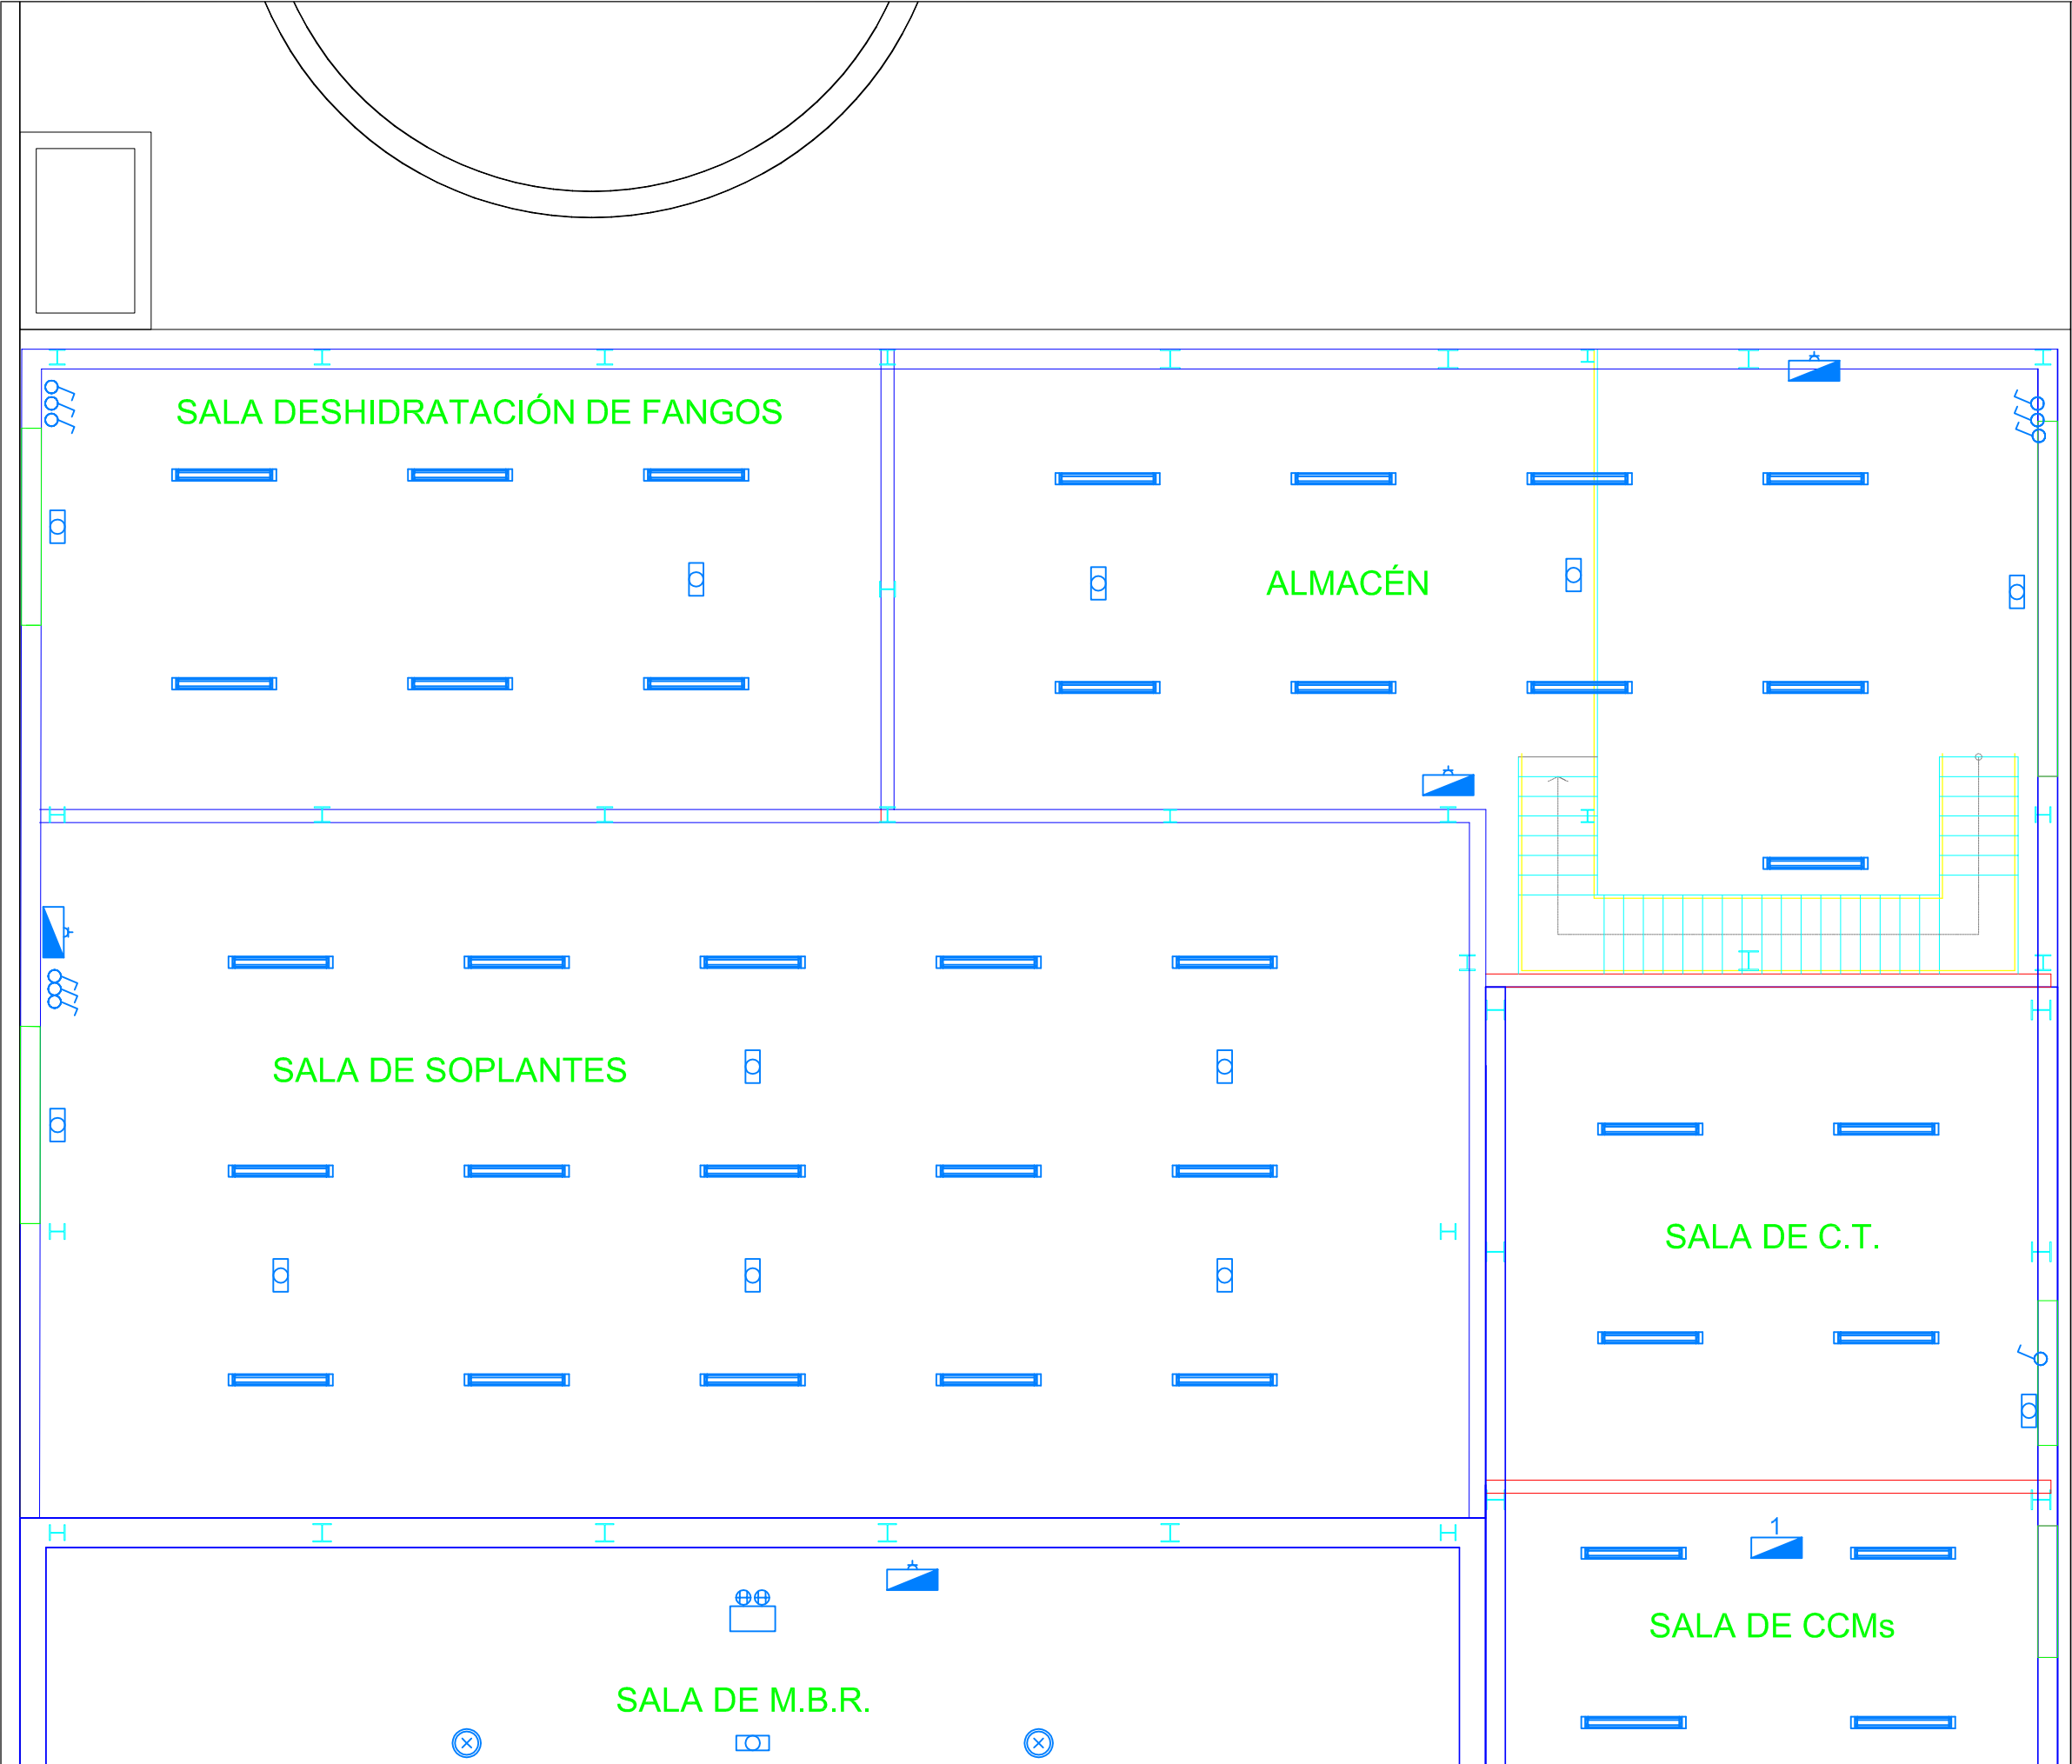 SALA DESHIDRATACIÓN DE FANGOS
ALMACÉN
SALA DE SOPLANTES
SALA DE C.T.
1
SALA DE CCMs
SALA DE M.B.R.